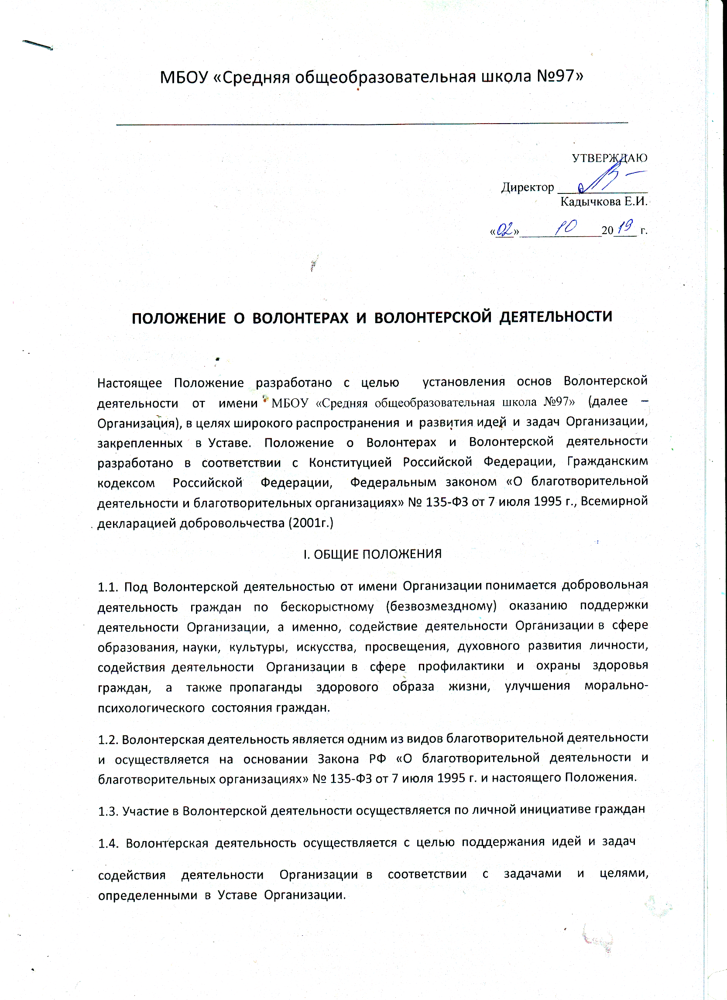 МБОУ «Средняя общеобразовательная школа №97»
УТВЕРЖДАЮ
Директор
Кадычкова Е.И.
«02» 10 2019 г.
ПОЛОЖЕНИЕ О ВОЛОНТЕРАХ И ВОЛОНТЕРСКОЙ ДЕЯТЕЛЬНОСТИ
Настоящее Положение разработано с целью установления основ Волонтерской
деятельности от имени МБОУ «Средняя общеобразовательная школа №97» (далее –
Организация), в целях широкого распространения и развития идей и задач Организации,
закрепленных в Уставе. Положение о Волонтерах и Волонтерской деятельности
разработано в соответствии с Конституцией Российской Федерации, Гражданским
кодексом Российской Федерации, Федеральным законом «О благотворительной
деятельности и благотворительных организациях» № 135-ФЗ от 7 июля 1995 г., Всемирной
декларацией добровольчества (2001г.)
I. ОБЩИЕ ПОЛОЖЕНИЯ
1.1. Под Волонтерской деятельностью от имени Организации понимается добровольная
деятельность граждан по бескорыстному (безвозмездному) оказанию поддержки
деятельности Организации, а именно, содействие деятельности Организации в сфере
образования, науки, культуры, искусства, просвещения, духовного развития личности,
содействия деятельности Организации в сфере профилактики и охраны здоровья
граждан, а также пропаганды здорового образа жизни, улучшения морально-
психологического состояния граждан.
1.2. Волонтерская деятельность является одним из видов благотворительной деятельности
и осуществляется на основании Закона РФ «О благотворительной деятельности и
благотворительных организациях» № 135-ФЗ от 7 июля 1995 г. и настоящего Положения.
1.3. Участие в Волонтерской деятельности осуществляется по личной инициативе граждан
1.4. Волонтерская деятельность осуществляется с целью поддержания идей и задач
содействия деятельности Организации в соответствии с задачами и целями,
определенными в Уставе Организации.